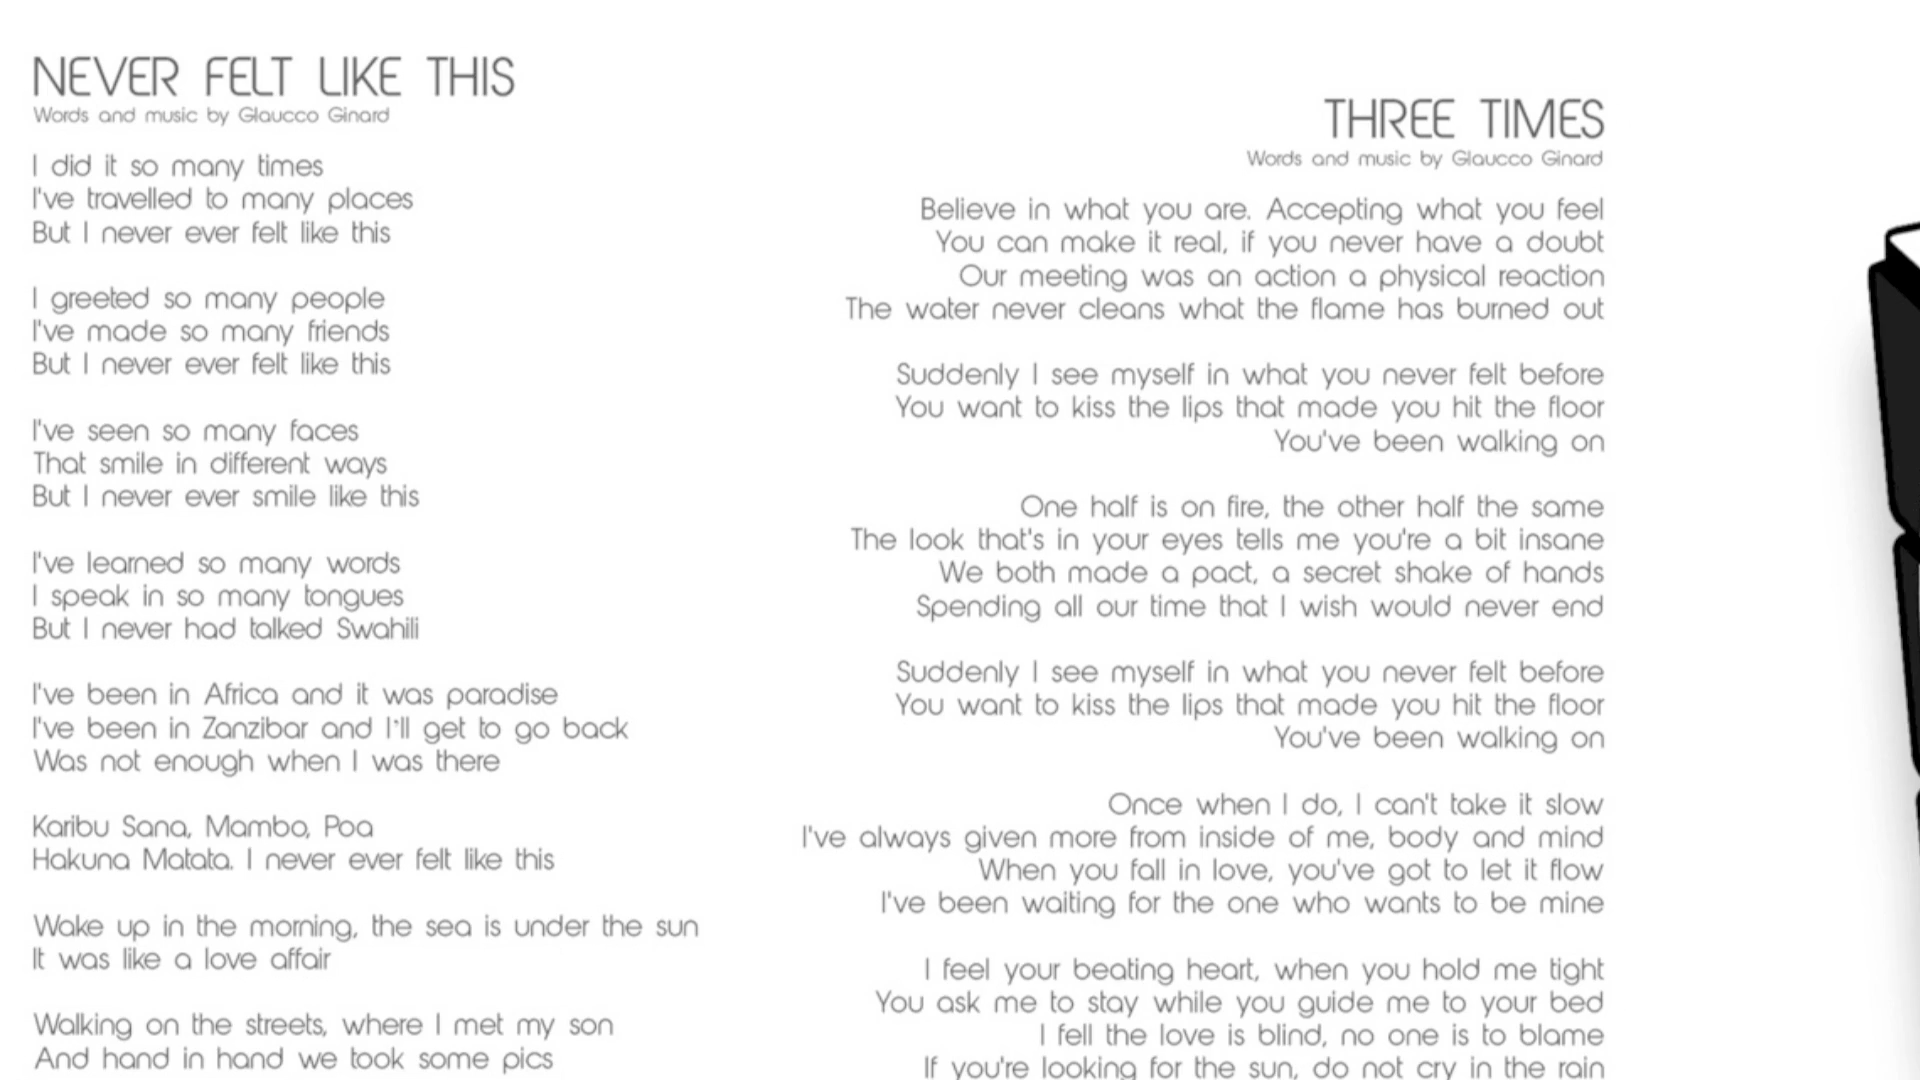 NEVER FELT LIKE THIS
Words and music by Glaucco Ginard
I did it so many times
I've travelled to many places
But I never ever felt like this
I greeted so many people
I've made so many friends
But I never ever felt like this
I've seen so many faces
That smile in different ways
But I never ever smile like this
I've learned so many words
I speak in so many tongues
But I never had talked Swahili
I've been in Africa and it was paradise
I've been in Zanzibar and I'll get to go back
Was not enough when I was there
Karibu Sana, Mambo, Poa
Hakuna Matata. I never ever felt like this
Wake up in the morning, the sea is under the sun
It was like a love affair
Walking on the streets, where I met my son
And hand in hand we took some pics
THREE TIMES
Words and music by Glaucco Ginard
Believe in what you are. Accepting what you feel
You can make it real, if you never have a doubt
Our meeting was an action a physical reaction
The water never cleans what the flame has burned out
Suddenly I see myself in what you never felt before
You want to kiss the lips that made you hit the floor
You've been walking on
One half is on fire, the other half the same
The look that's in your eyes tells me you're a bit insane
We both made a pact, a secret shake of hands
Spending all our time that I wish would never end
Suddenly I see myself in what you never felt before
You want to kiss the lips that made you hit the floor
You've been walking on
Once when I do, I can't take it slow
I've always given more from inside of me, body and mind
When you fall in love, you've got to let it flow
I've been waiting for the one who wants to be mine
I feel your beating heart, when you hold me tight
You ask me to stay while you guide me to your bed
I fell the love is blind, no one is to blame
If you're looking for the sun, do not cry in the rain